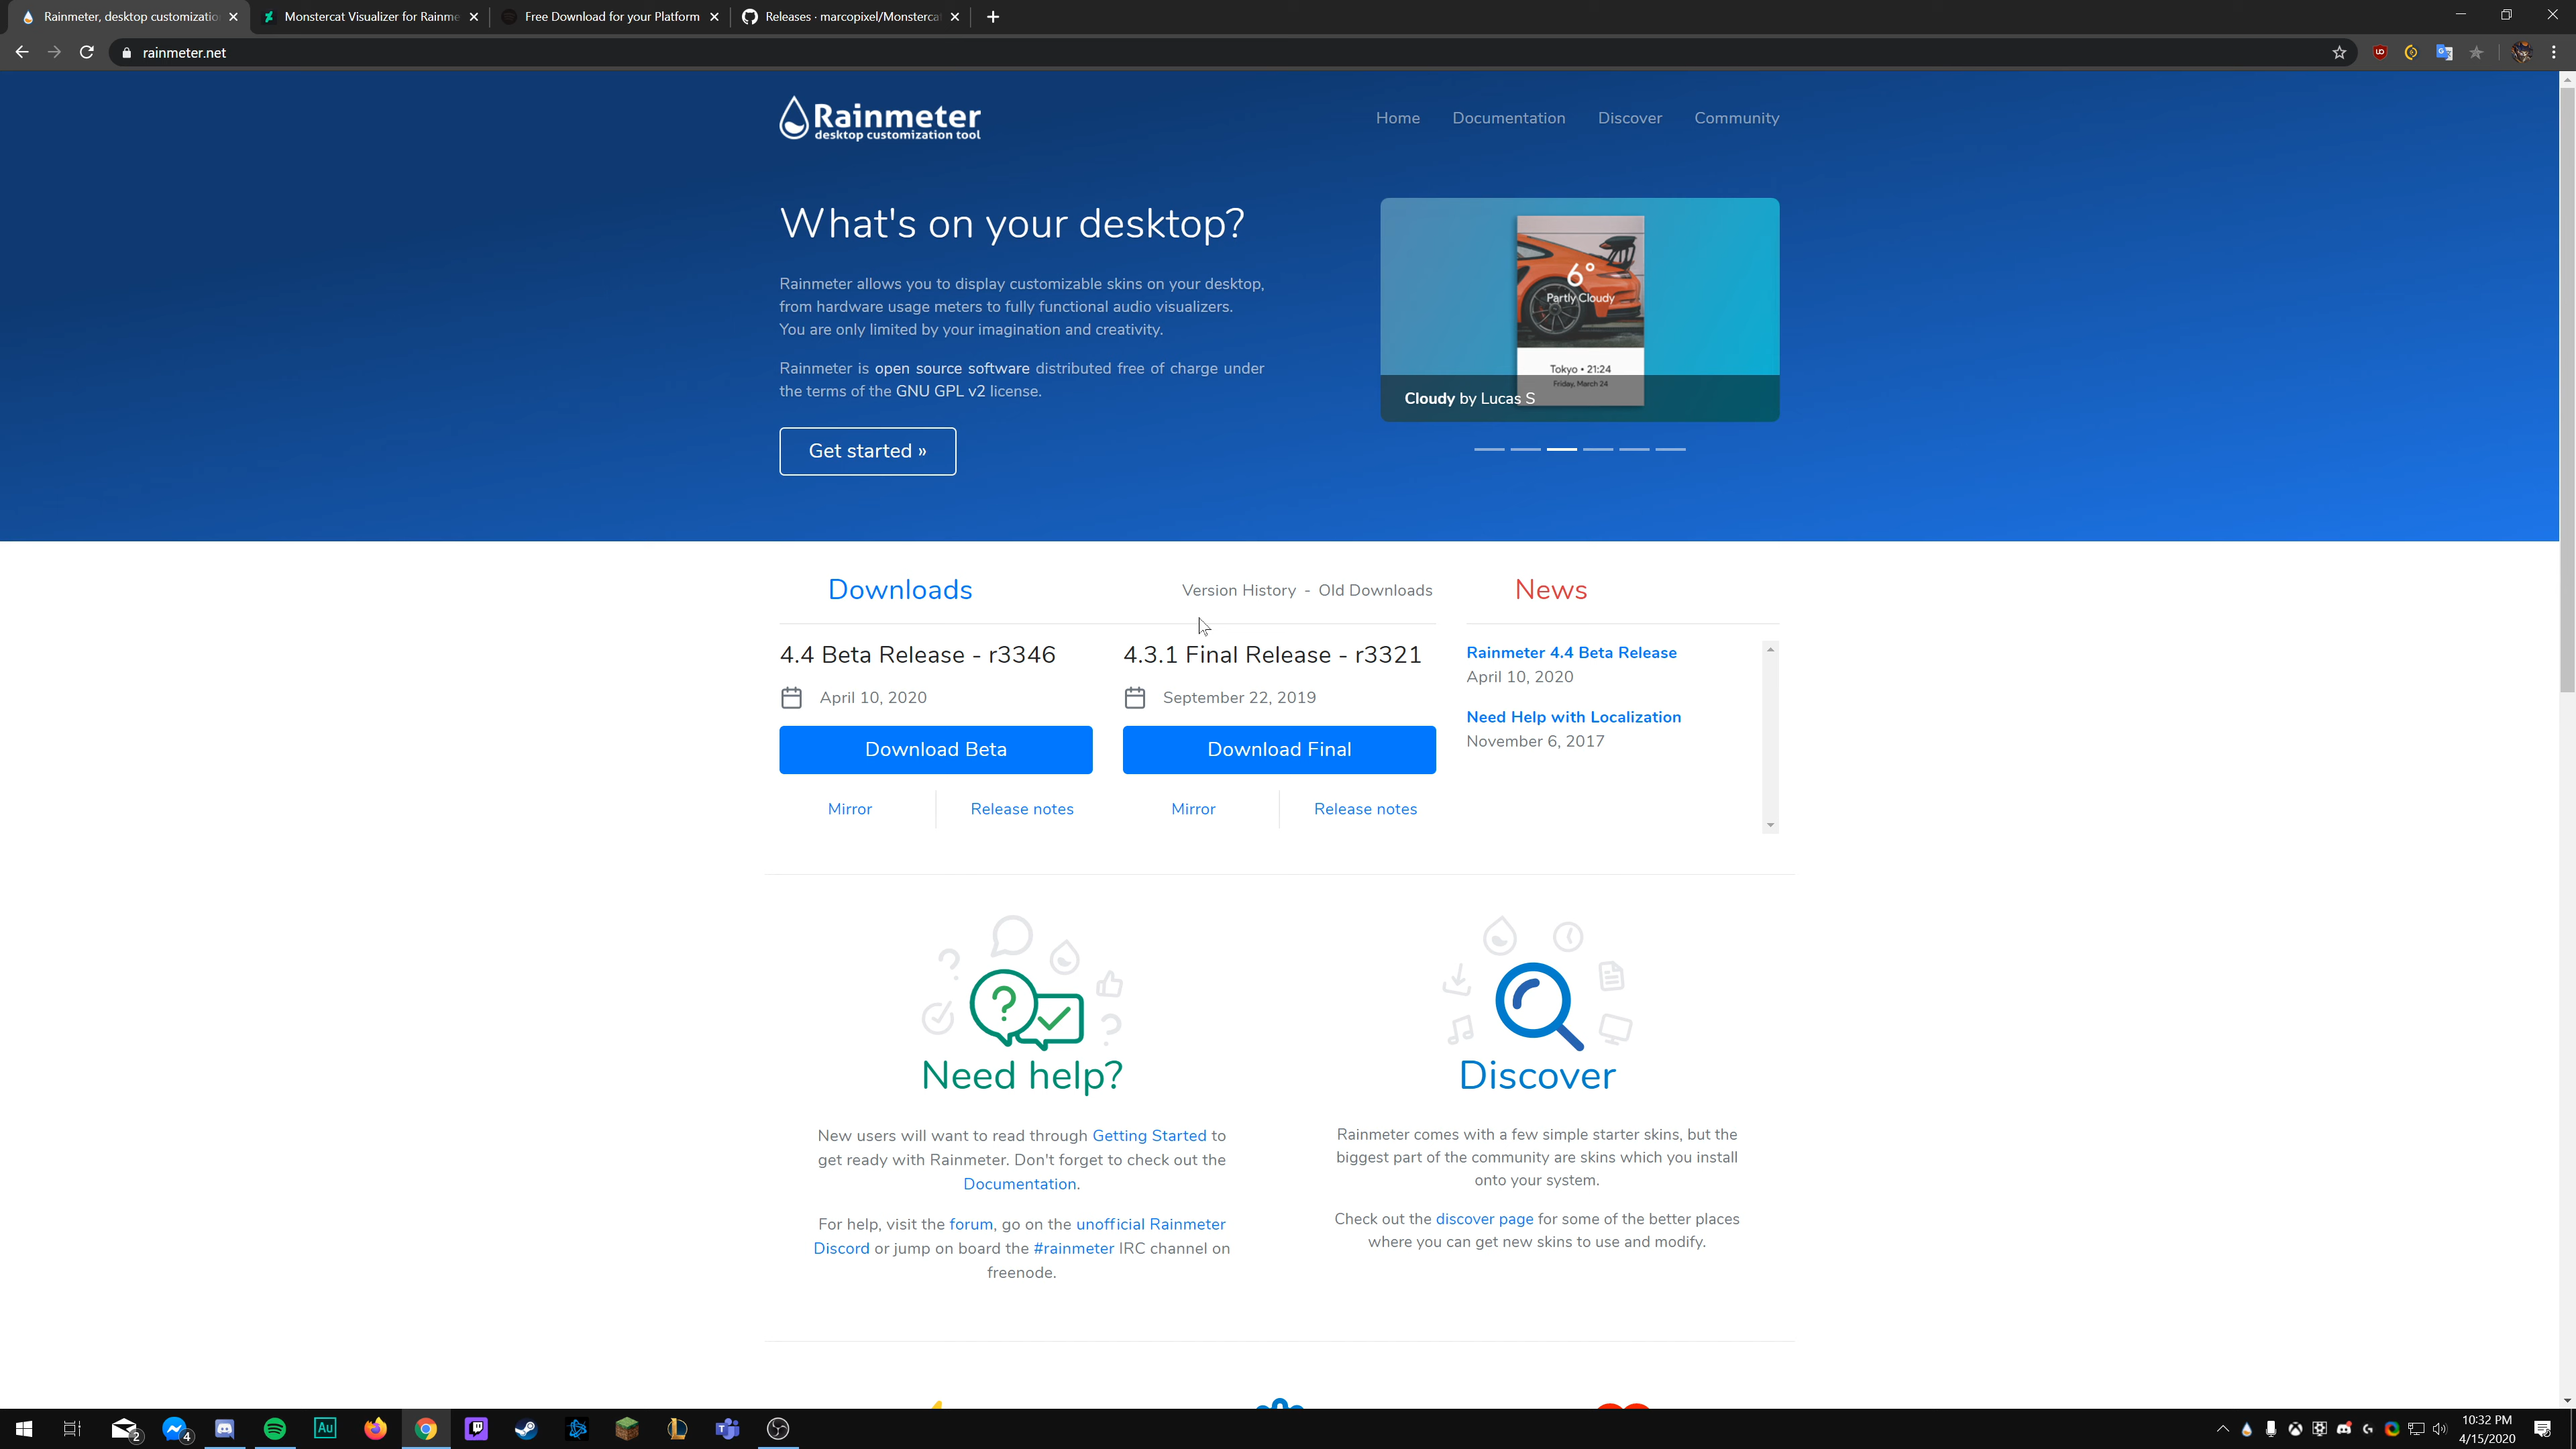 Rainmeter, desktop customizatio
Monstercat Visualizer for Rainme
Free Download for your Platform
Releases · marcopixel/Monsterca
rainmeter.net
Rainmeter
desktop customization tool
Home
Documentation
Discover
Community
What's on your desktop?
Rainmeter allows you to display customizable skins on your desktop,
from hardware usage meters to fully functional audio visualizers.
You are only limited by your imagination and creativity.
Rainmeter is open source software distributed free of charge under
the terms of the GNU GPL v2 license.
Get started »
6°
Partly Cloudy
Tokyo • 21:24
Friday, March 24
Cloudy by Lucas S
Downloads
Version History - Old Downloads
News
4.4 Beta Release - r3346
April 10, 2020
Download Beta
Mirror
Release notes
4.3.1 Final Release - r3321
September 22, 2019
Download Final
Mirror
Release notes
Rainmeter 4.4 Beta Release
April 10, 2020
Need Help with Localization
November 6, 2017
Need help?
New users will want to read through Getting Started to
get ready with Rainmeter. Don't forget to check out the
Documentation.
For help, visit the forum, go on the unofficial Rainmeter
Discord or jump on board the #rainmeter IRC channel on
freenode.
Discover
Rainmeter comes with a few simple starter skins, but the
biggest part of the community are skins which you install
onto your system.
Check out the discover page for some of the better places
where you can get new skins to use and modify.
2
4
Au
10:32 PM
4/15/2020